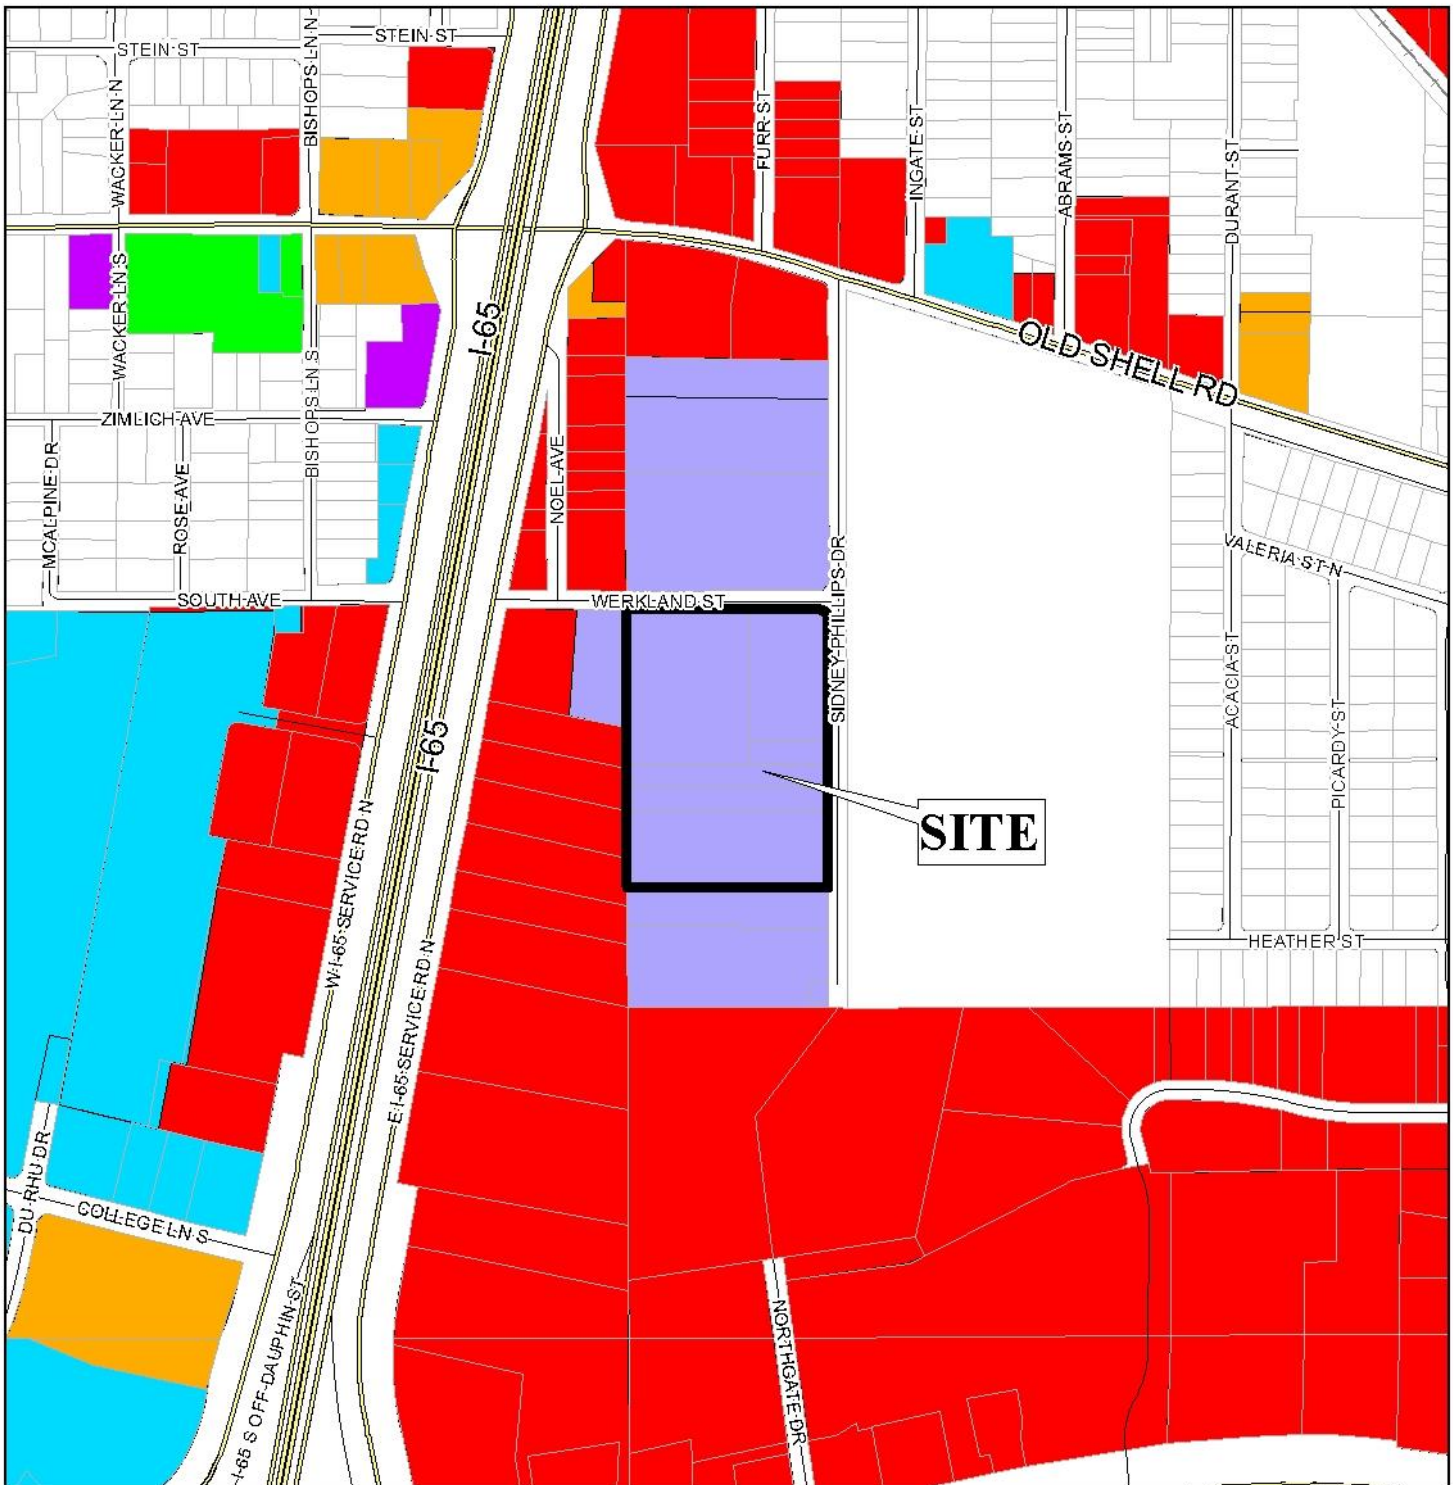 STEIN ST
STEIN ST
WACKER LN N
BISHOPS LN N
FURR ST
INGATE ST
ABRAMS ST
DURANT ST
WACKER LN S
BISHOPS LN S
I-65
OLD SHELL RD
ZIMLICH AVE
MCALPINE DR
ROSE AVE
NOEL AVE
SIDNEY PHILLIPS DR
VALERIA ST N
SOUTH AVE
WERKLAND ST
ACACIA ST
PICARDY ST
I-65
SITE
W I-65 SERVICE RD N
E I-65 SERVICE RD N
HEATHER ST
DU RHU DR
COLLEGE LN S
I-65 S OFF-DAUPHIN ST
NORTHGATE DR